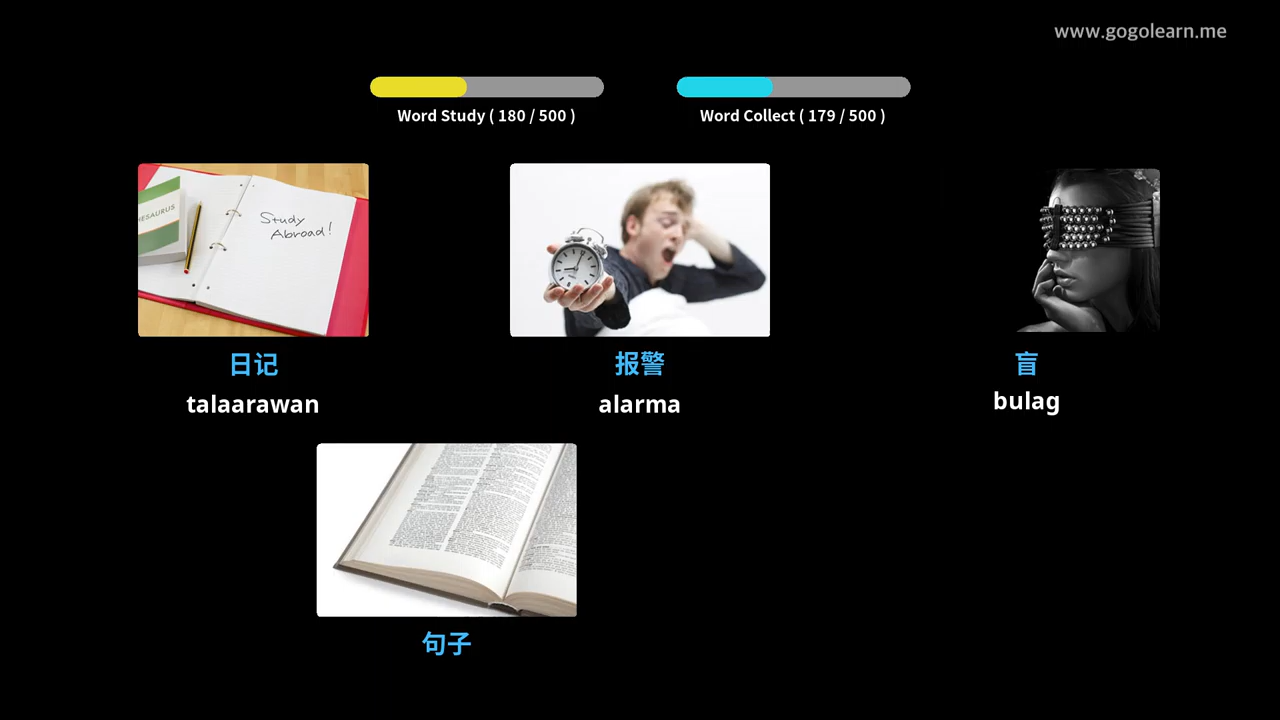 www.gogolearn.me
Word Study ( 180 / 500 )
Word Collect ( 179 / 500 )
HESAURUS
Study
Abroad!
日记
报警
盲
talaarawan
alarma
bulag
句子